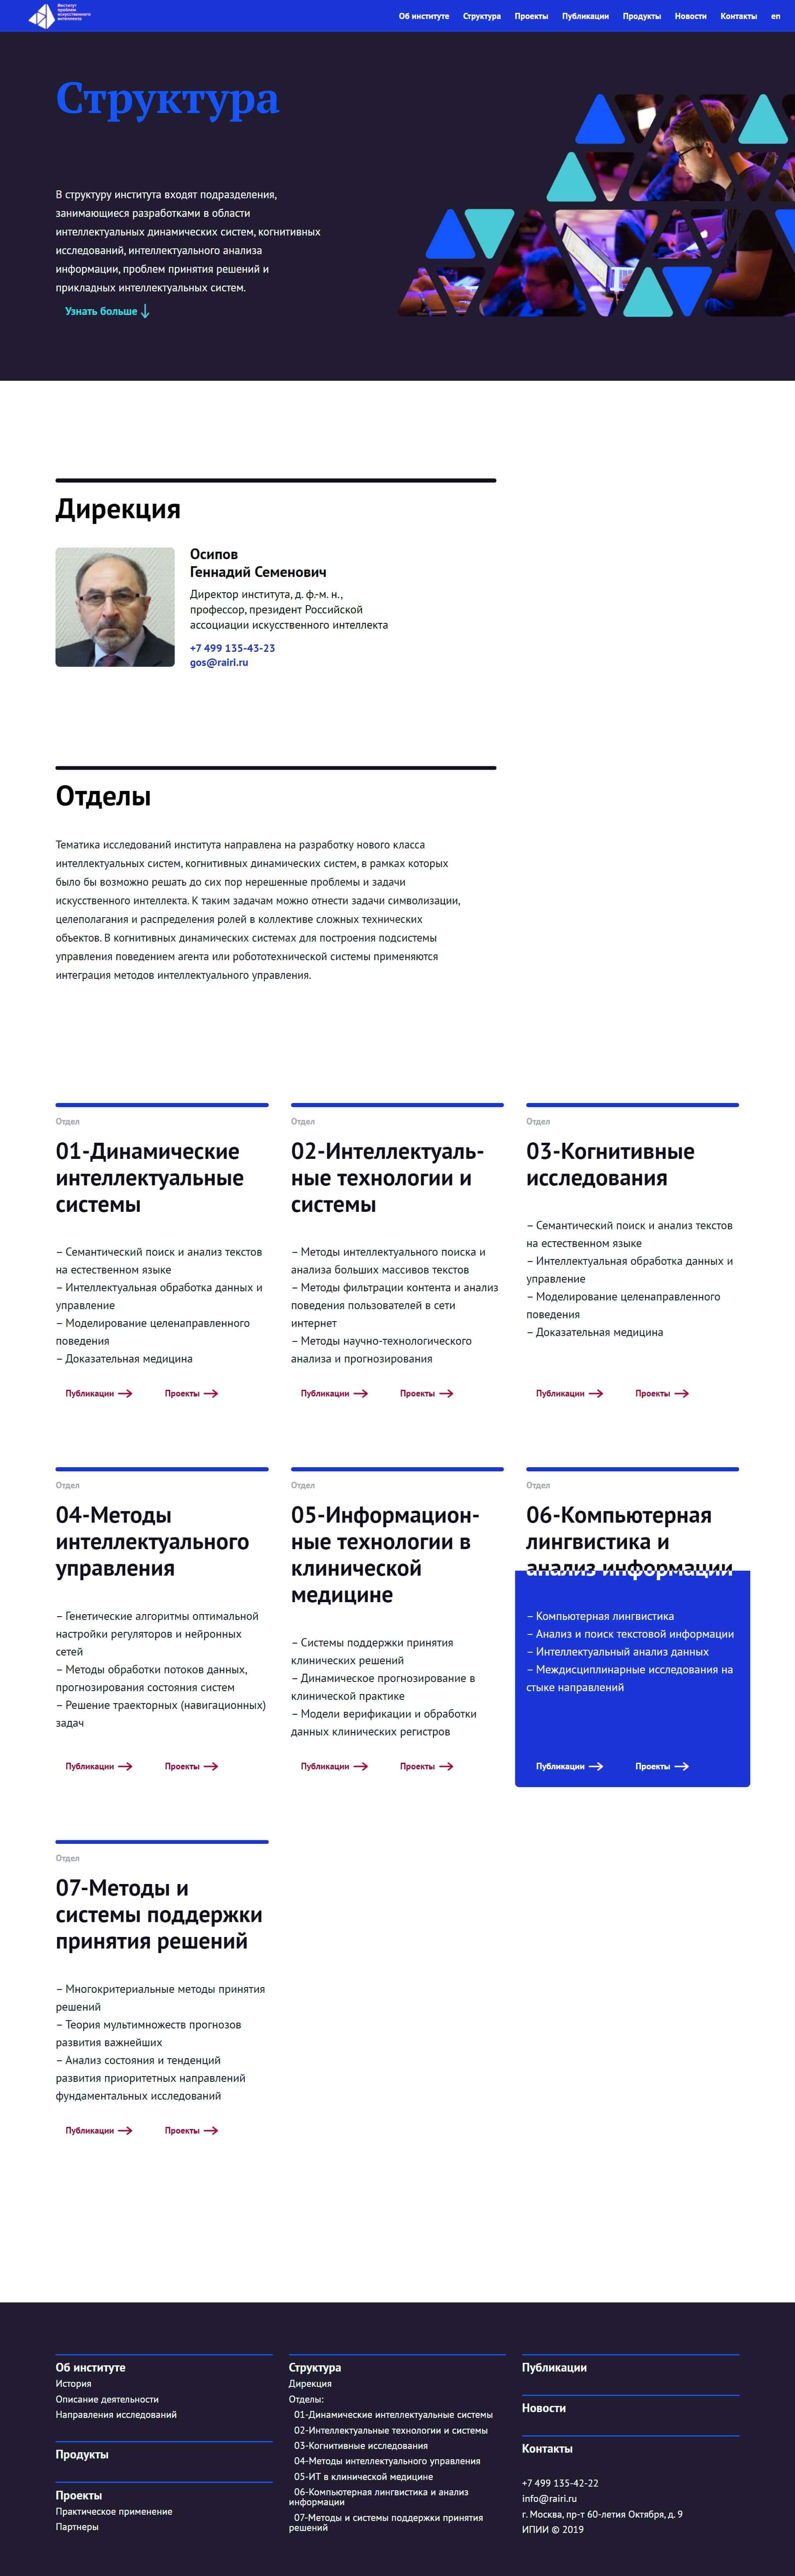 Институт
проблем
искусственного
интеллекта
Об институте Структура Проекты Публикации Продукты Новости Контакты en
Структура
В структуру института входят подразделения,
занимающиеся разработками в области
интеллектуальных динамических систем, когнитивных
исследований, интеллектуального анализа
информации, проблем принятия решений и
прикладных интеллектуальных систем.
Узнать больше
Дирекция
Осипов
Геннадий Семенович
Директор института, д. ф.-м. н.,
профессор, президент Российской
ассоциации искусственного интеллекта
+7 499 135-43-23
gos@rairi.ru
Отделы
Тематика исследований института направлена на разработку нового класса
интеллектуальных систем, когнитивных динамических систем, в рамках которых
было бы возможно решать до сих пор нерешенные проблемы и задачи
искусственного интеллекта. К таким задачам можно отнести задачи символизации,
целеполагания и распределения ролей в коллективе сложных технических
объектов. В когнитивных динамических системах для построения подсистемы
управления поведением агента или робототехнической системы применяются
интеграция методов интеллектуального управления.
Отдел
01-Динамические
интеллектуальные
системы
– Семантический поиск и анализ текстов
на естественном языке
– Интеллектуальная обработка данных и
управление
– Моделирование целенаправленного
поведения
– Доказательная медицина
Публикации Проекты
Отдел
02-Интеллектуаль-
ные технологии и
системы
– Методы интеллектуального поиска и
анализа больших массивов текстов
– Методы фильтрации контента и анализ
поведения пользователей в сети
интернет
– Методы научно-технологического
анализа и прогнозирования
Публикации Проекты
Отдел
03-Когнитивные
исследования
– Семантический поиск и анализ текстов
на естественном языке
– Интеллектуальная обработка данных и
управление
– Моделирование целенаправленного
поведения
– Доказательная медицина
Публикации Проекты
Отдел
04-Методы
интеллектуального
управления
– Генетические алгоритмы оптимальной
настройки регуляторов и нейронных
сетей
– Методы обработки потоков данных,
прогнозирования состояния систем
– Решение траекторных (навигационных)
задач
Публикации Проекты
Отдел
05-Информацион-
ные технологии в
клинической
медицине
– Системы поддержки принятия
клинических решений
– Динамическое прогнозирование в
клинической практике
– Модели верификации и обработки
данных клинических регистров
Публикации Проекты
Отдел
06-Компьютерная
лингвистика и
анализ информации
– Компьютерная лингвистика
– Анализ и поиск текстовой информации
– Интеллектуальный анализ данных
– Междисциплинарные исследования на
стыке направлений
Публикации Проекты
Отдел
07-Методы и
системы поддержки
принятия решений
– Многокритериальные методы принятия
решений
– Теория мультимножеств прогнозов
развития важнейших
– Анализ состояния и тенденций
развития приоритетных направлений
фундаментальных исследований
Публикации Проекты
Об институте
История
Описание деятельности
Направления исследований
Продукты
Проекты
Практическое применение
Партнеры
Структура
Дирекция
Отделы:
01-Динамические интеллектуальные системы
02-Интеллектуальные технологии и системы
03-Когнитивные исследования
04-Методы интеллектуального управления
05-ИТ в клинической медицине
06-Компьютерная лингвистика и анализ
информации
07-Методы и системы поддержки принятия
решений
Публикации
Новости
Контакты
+7 499 135-42-22
info@rairi.ru
г. Москва, пр-т 60-летия Октября, д. 9
ИПИИ © 2019